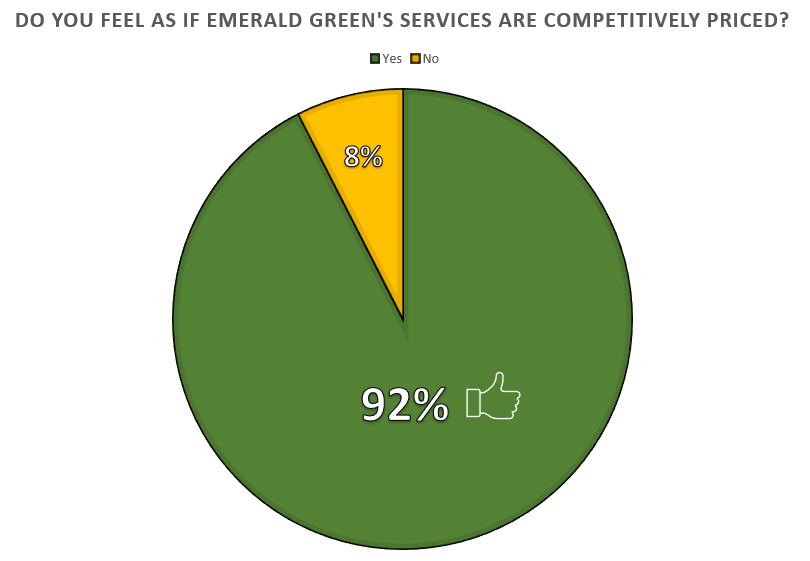 DO YOU FEEL AS IF EMERALD GREEN'S SERVICES ARE COMPETITIVELY PRICED?
Yes No
8%
92%